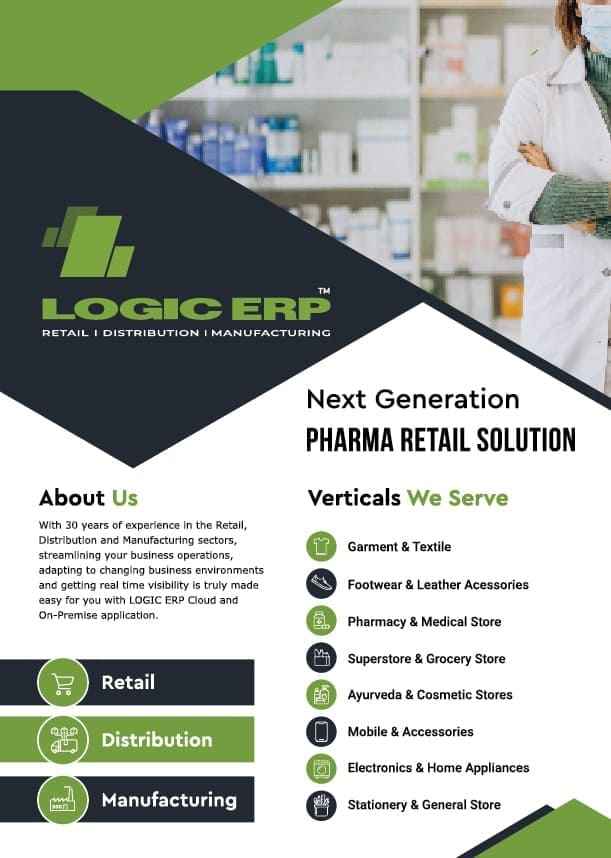 LOGIC ERP™
RETAIL I DISTRIBUTION I MANUFACTURING
Next Generation
PHARMA RETAIL SOLUTION
About Us
With 30 years of experience in the Retail,
Distribution and Manufacturing sectors,
streamlining your business operations,
adapting to changing business environments
and getting real time visibility is truly made
easy for you with LOGIC ERP Cloud and
On-Premise application.
Retail
Distribution
Manufacturing
Verticals We Serve
Garment & Textile
Footwear & Leather Acessories
Pharmacy & Medical Store
Superstore & Grocery Store
Ayurveda & Cosmetic Stores
Mobile & Accessories
Electronics & Home Appliances
Stationery & General Store